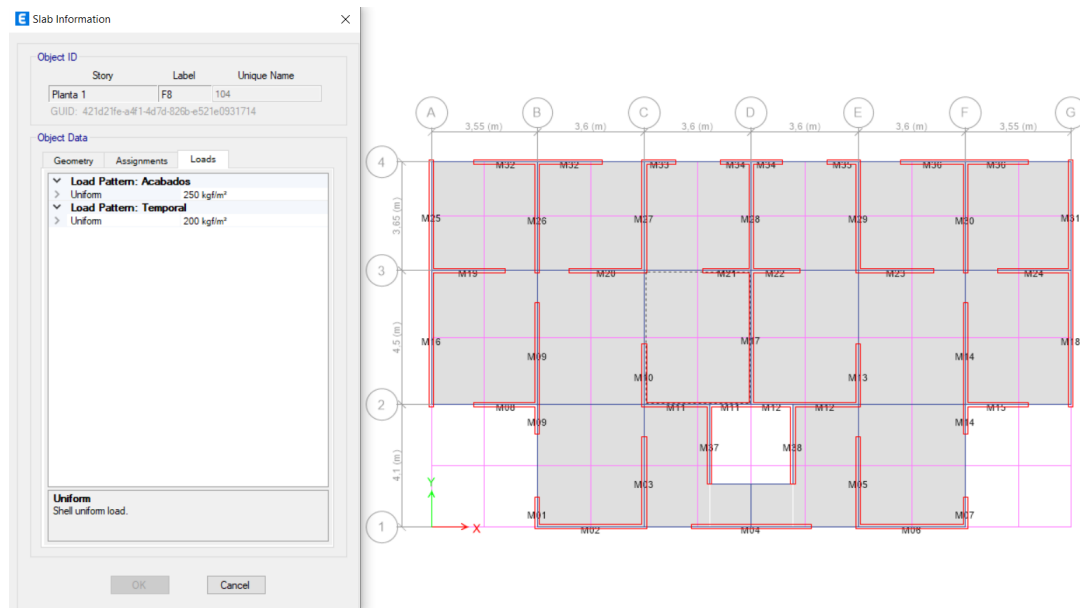 E Slab Information
Object ID
Story Label Unique Name
Planta 1 F8 104
GUID: 421d21fe-a4f1-4d7d-826b-e521e0931714
Object Data
Geometry Assignments Loads
Load Pattern: Acabados
Uniform 250 kgf/m²
Load Pattern: Temporal
Uniform 200 kgf/m²
Uniform
Shell uniform load.
OK Cancel
A B C D E F G
3,55 (m) 3,6 (m) 3,6 (m) 3,6 (m) 3,6 (m) 3,55 (m)
4 M32 M32 M33 M34 M34 M35 M36 M36
3.65 (m)
M25 M26 M27 M28 M29 M30 M31
3 M19 M20 M21 M22 M23 M24
4.5 (m)
M16 M09 M17 M14 M18
M10 M13
2 M08 M11 M11 M12 M12 M15
M09 M14
4.1 (m)
M37 M38
M03 M05
Y
M01 M07
1 X M02 M04 M06